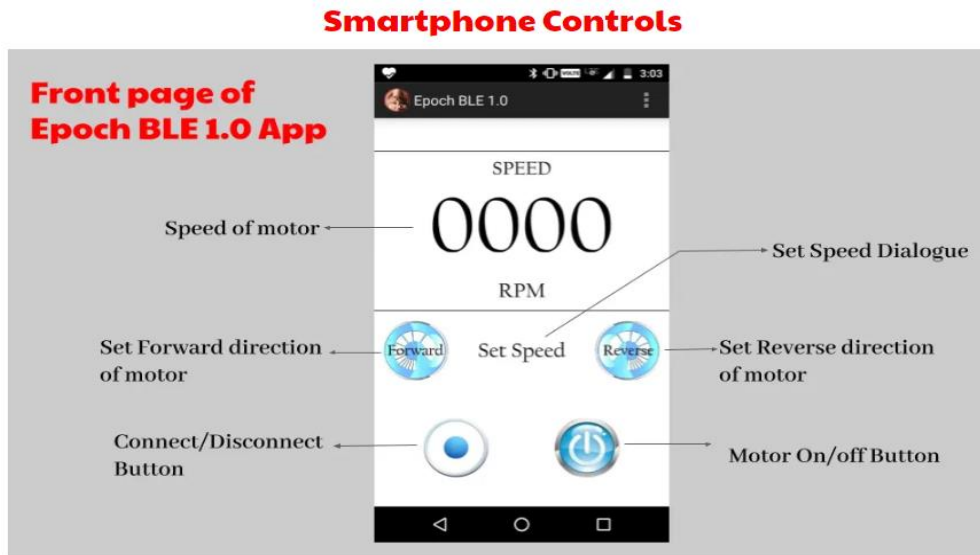 Smartphone Controls
Front page of
Epoch BLE 1.0 App
3:03
Epoch BLE 1.0
SPEED
0000
RPM
Speed of motor
Set Speed Dialogue
Forward
Set Speed
Reverse
Set Forward direction
of motor
Set Reverse direction
of motor
Connect/Disconnect
Button
Motor On/off Button